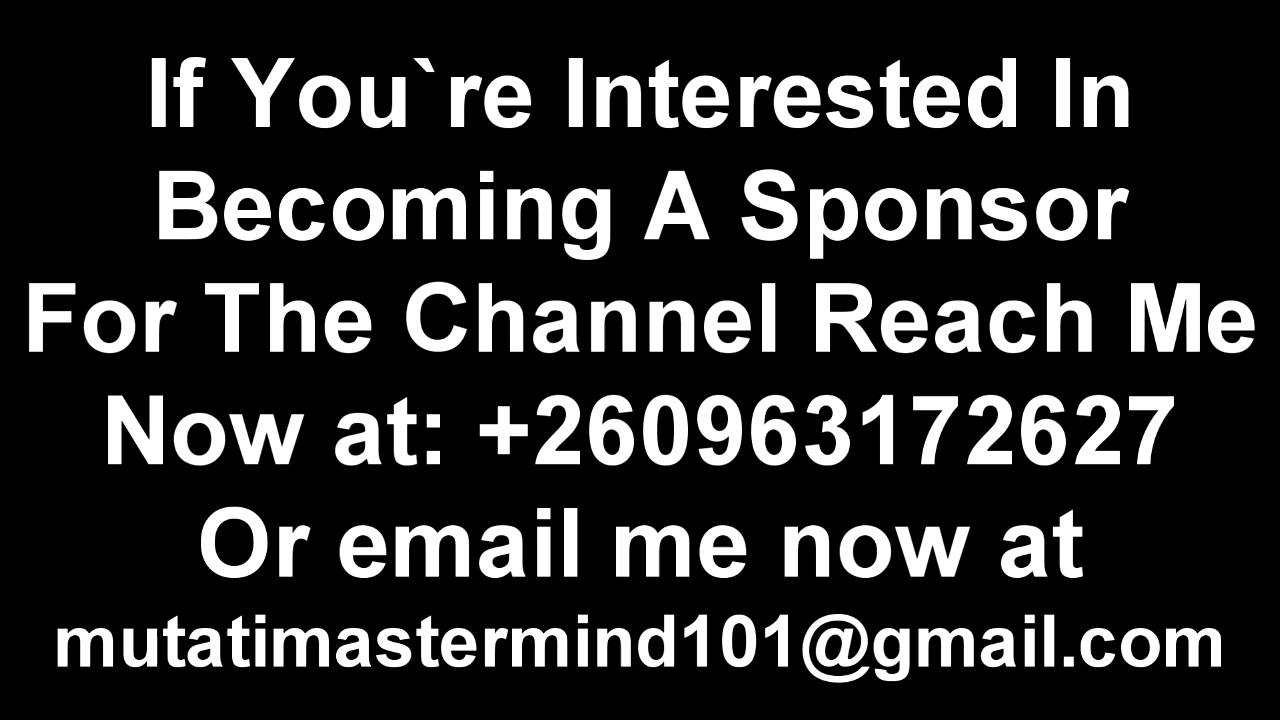 If You`re Interested In
Becoming A Sponsor
For The Channel Reach Me
Now at: +260963172627
Or email me now at
mutatimastermind101@gmail.com